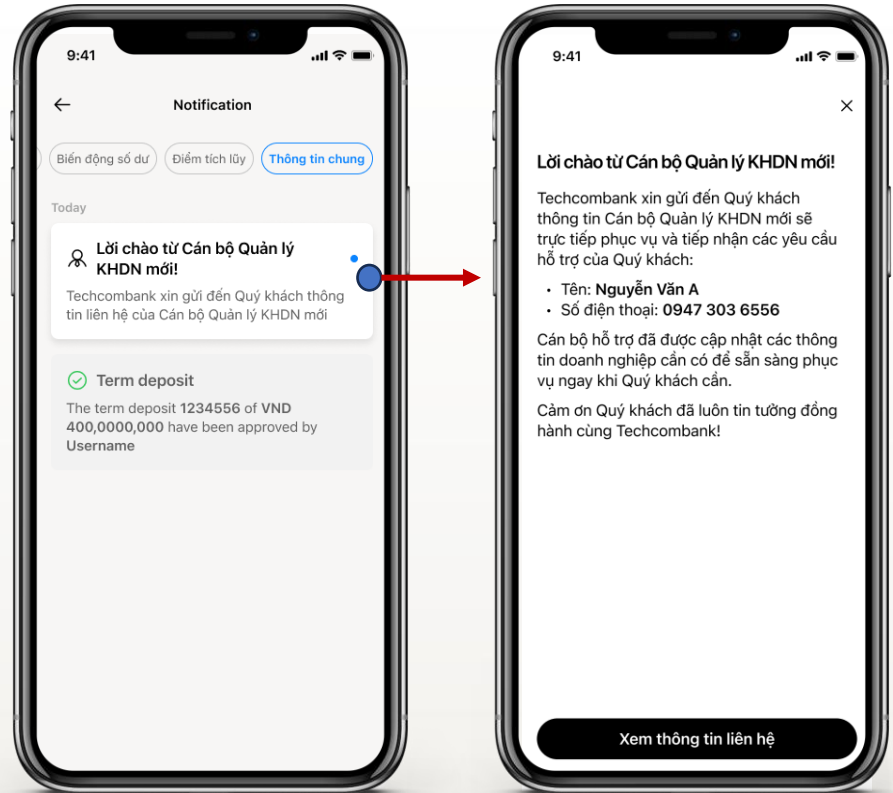 9:41
Notification
Biến động số dư
Điểm tích lũy
Thông tin chung
Today
Lời chào từ Cán bộ Quản lý
KHDN mới!
Techcombank xin gửi đến Quý khách thông
tin liên hệ của Cán bộ Quản lý KHDN mới
Term deposit
The term deposit 1234556 of VND
400,0000,000 have been approved by
Username
9:41
Lời chào từ Cán bộ Quản lý KHDN mới!
Techcombank xin gửi đến Quý khách
thông tin Cán bộ Quản lý KHDN mới sẽ
trực tiếp phục vụ và tiếp nhận các yêu cầu
hỗ trợ của Quý khách:
• Tên: Nguyễn Văn A
• Số điện thoại: 0947 303 6556
Cán bộ hỗ trợ đã được cập nhật các thông
tin doanh nghiệp cần có để sẵn sàng phục
vụ ngay khi Quý khách cần.
Cảm ơn Quý khách đã luôn tin tưởng đồng
hành cùng Techcombank!
Xem thông tin liên hệ